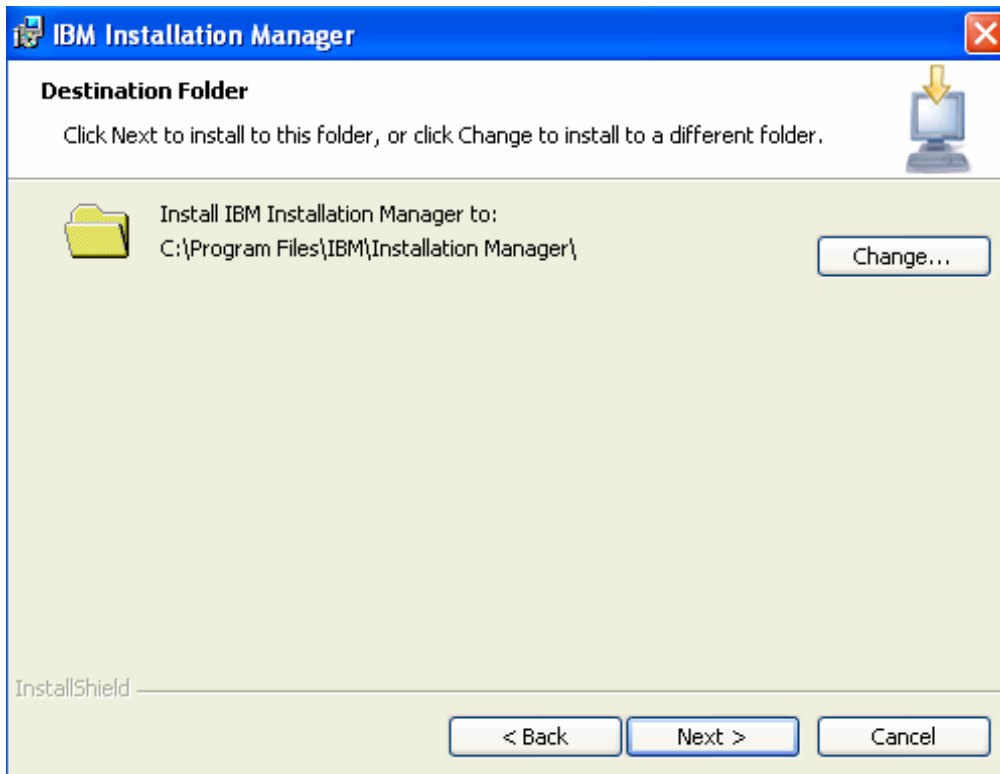 IBM Installation Manager
Destination Folder
Click Next to install to this folder, or click Change to install to a different folder.
Install IBM Installation Manager to:
C:\Program Files\IBM\Installation Manager\
Change...
InstallShield
< Back
Next >
Cancel